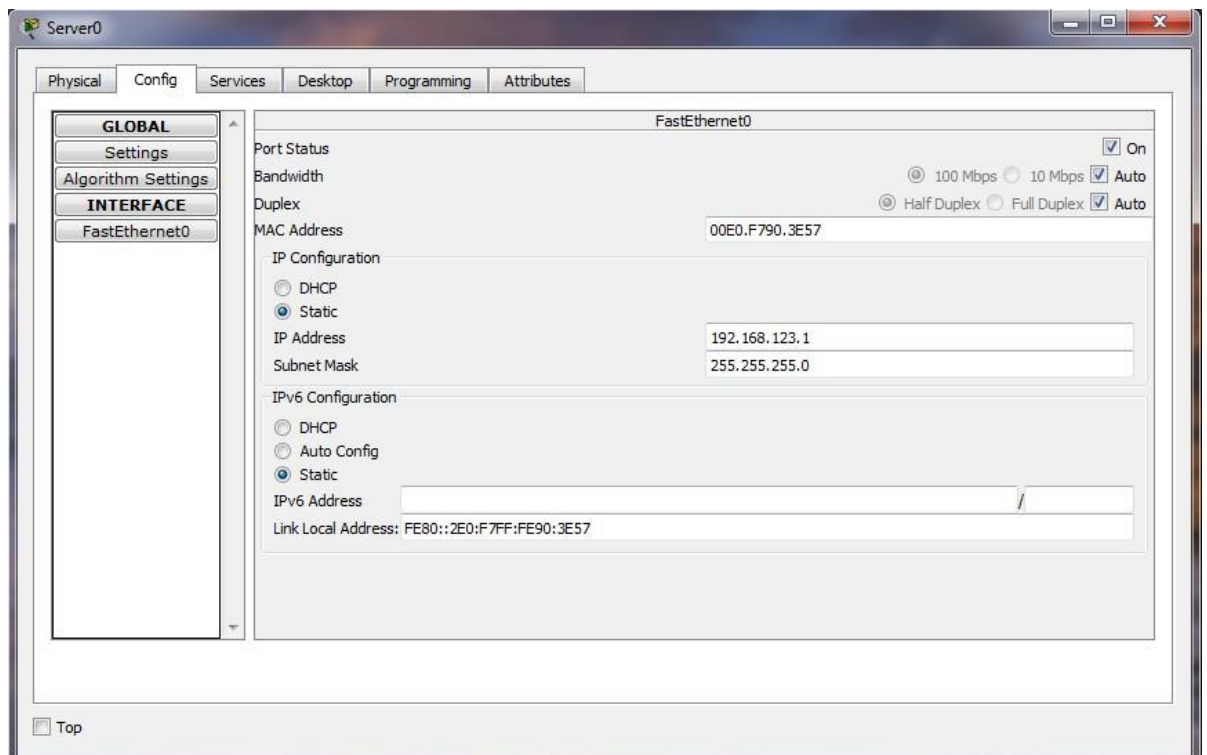 Server0
Physical Config Services Desktop Programming Attributes
GLOBAL
Settings
Algorithm Settings
INTERFACE
FastEthernet0
FastEthernet0
Port Status On
Bandwidth 100 Mbps 10 Mbps Auto
Duplex Half Duplex Full Duplex Auto
MAC Address 00E0.F790.3E57
IP Configuration
DHCP
Static
IP Address 192.168.123.1
Subnet Mask 255.255.255.0
IPv6 Configuration
DHCP
Auto Config
Static
IPv6 Address /
Link Local Address: FE80::2E0:F7FF:FE90:3E57
Top